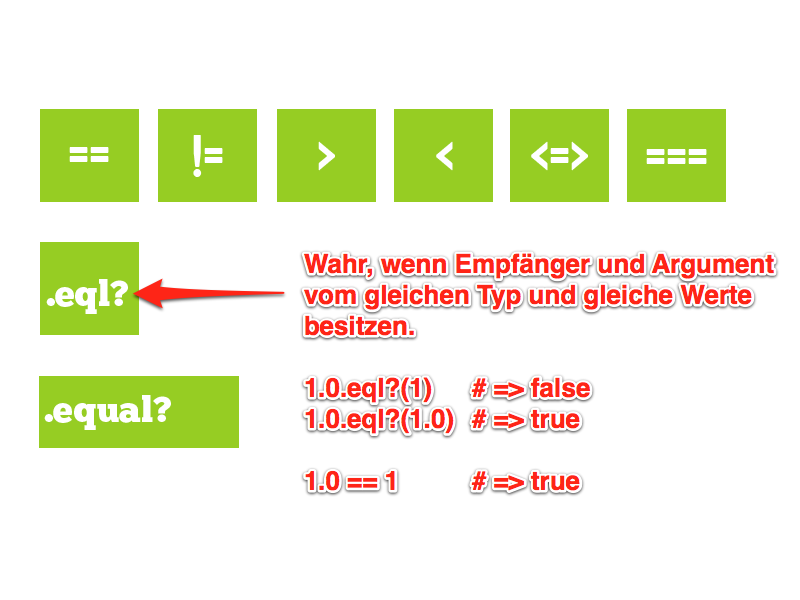 == != > < <=> ===
.eql?
Wahr, wenn Empfänger und Argument
vom gleichen Typ und gleiche Werte
besitzen.
.equal?
1.0.eql?(1) # => false
1.0.eql?(1.0) # => true
1.0 == 1 # => true